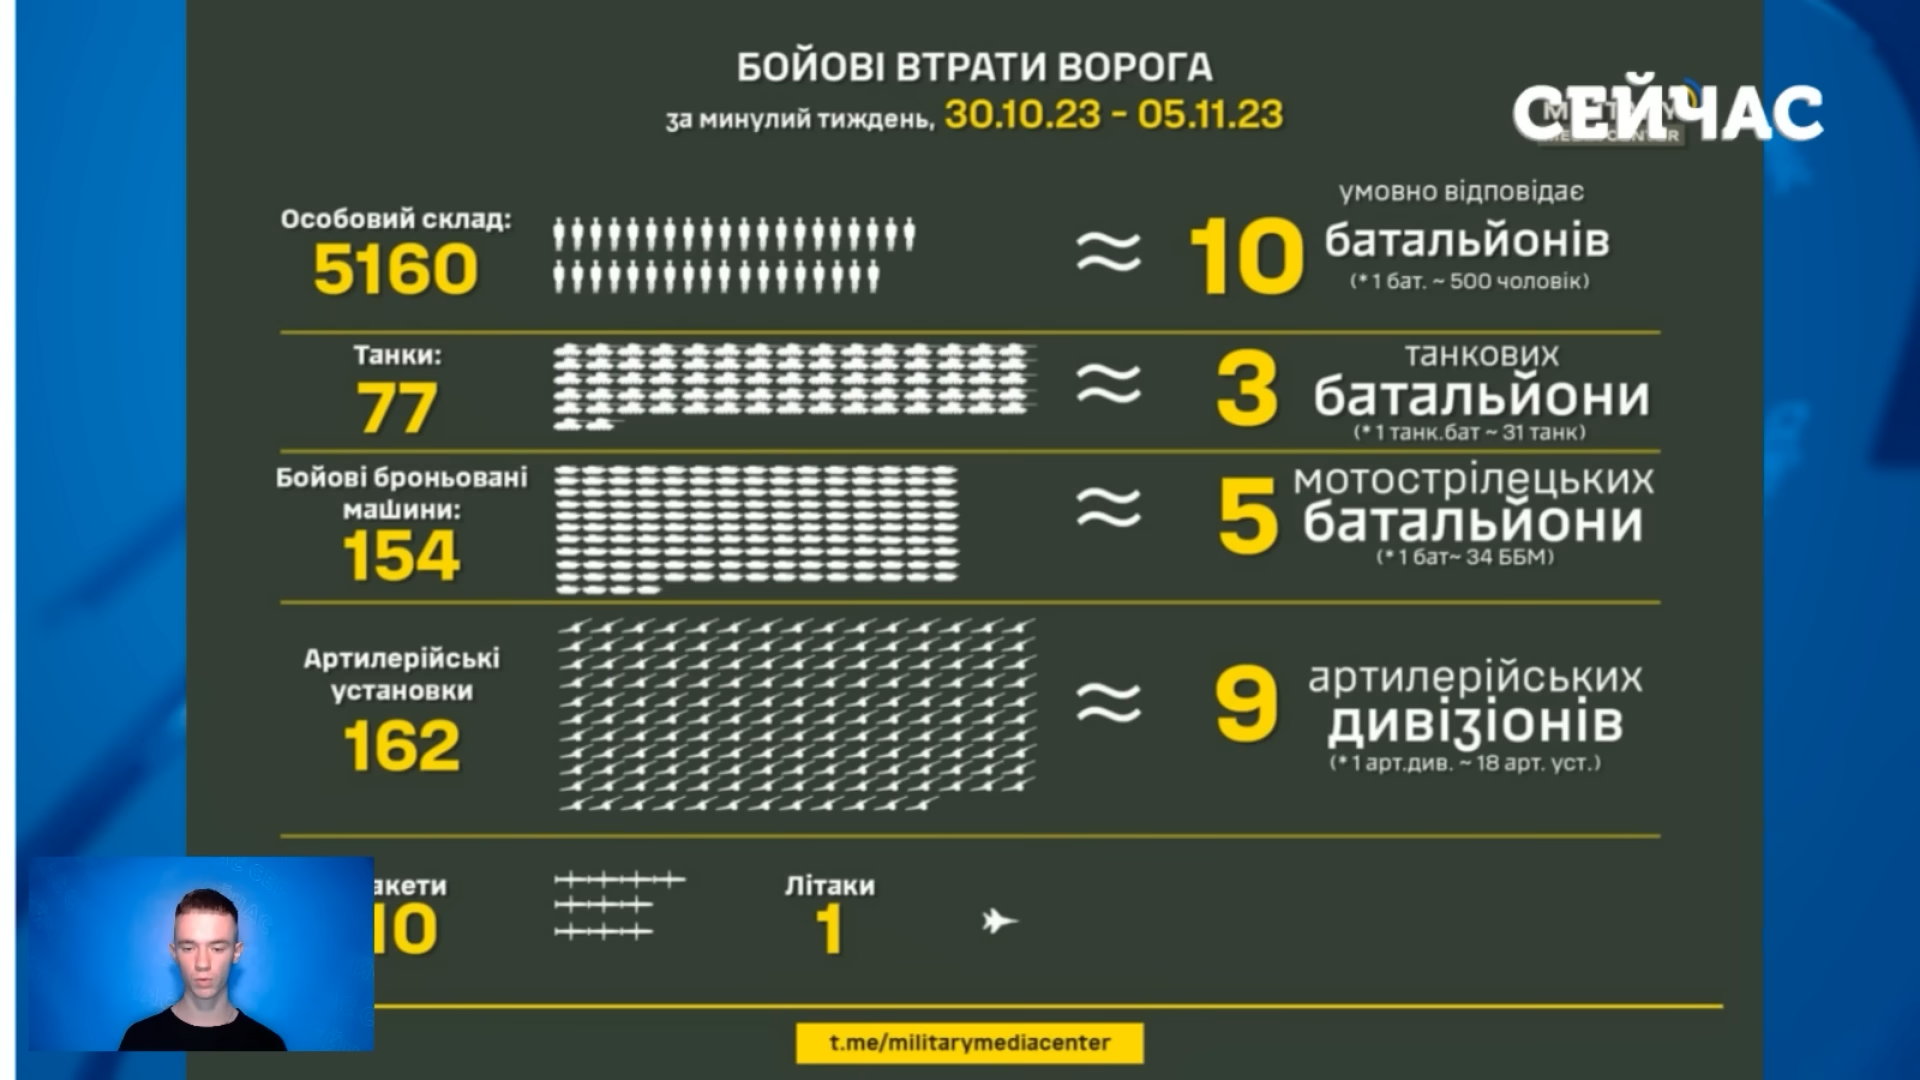 БОЙОВІ ВТРАТИ ВОРОГА
за минулий тиждень, 30.10.23 - 05.11.23
СЕЙЧАС
Особовий склад:
5160
≈
10
умовно відповідає
батальйонів
(* 1 бат. ~ 500 чоловік)
Танки:
77
≈
3
танкових
батальйони
(* 1 танк.бат ~ 31 танк)
Бойові броньовані
машини:
154
≈
5
мотострілецьких
батальйони
(* 1 бат~ 34 ББМ)
Артилерійські
установки
162
≈
9
артилерійських
дивізіонів
(* 1 арт.див. ~ 18 арт. уст.)
акети
10
Літаки
1
t.me/militarymediacenter